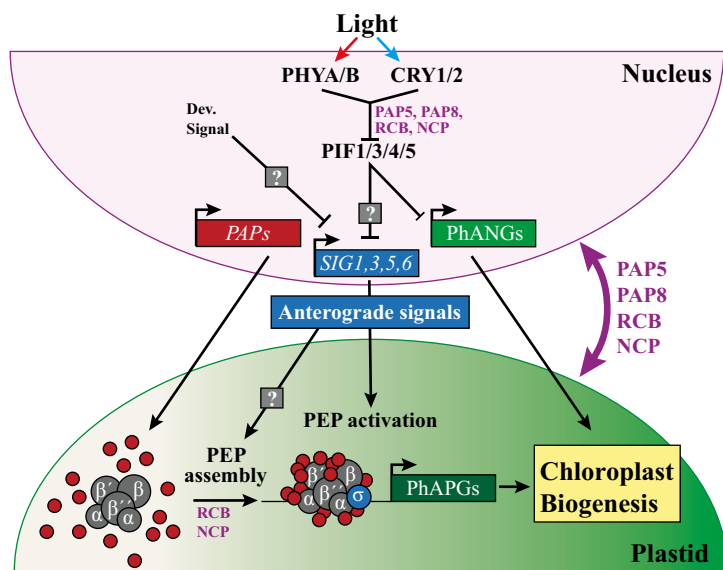 Light
PHYA/B
CRY1/2
Nucleus
PAP5, PAP8,
RCB, NCP
Dev.
Signal
PIF1/3/4/5
?
?
PAPs
PhANGs
SIG1,3,5,6
PAP5
PAP8
RCB
NCP
Anterograde signals
?
PEP activation
PEP
assembly
β´ β
β´
α α
RCB
NCP
β´ β
β´
α α σ
PhAPGs
Chloroplast
Biogenesis
Plastid